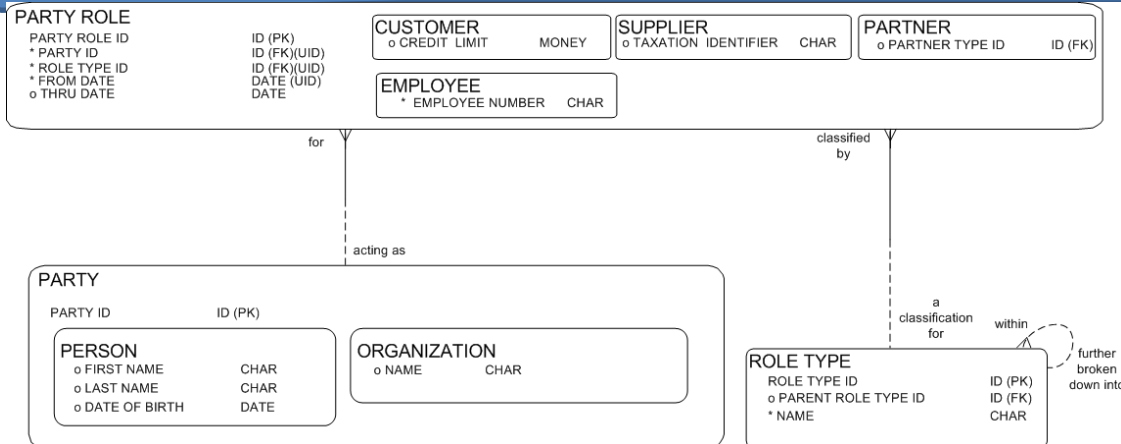 PARTY ROLE
PARTY ROLE ID ID (PK)
* PARTY ID ID (FK)(UID)
* ROLE TYPE ID ID (FK)(UID)
* FROM DATE DATE (UID)
o THRU DATE DATE
CUSTOMER
o CREDIT LIMIT MONEY
SUPPLIER
o TAXATION IDENTIFIER CHAR
PARTNER
o PARTNER TYPE ID ID (FK)
EMPLOYEE
* EMPLOYEE NUMBER CHAR
for
classified
by
acting as
PARTY
PARTY ID ID (PK)
PERSON
o FIRST NAME CHAR
o LAST NAME CHAR
o DATE OF BIRTH DATE
ORGANIZATION
o NAME CHAR
a
classification
for
within
further
broken
down into
ROLE TYPE
ROLE TYPE ID ID (PK)
o PARENT ROLE TYPE ID ID (FK)
* NAME CHAR